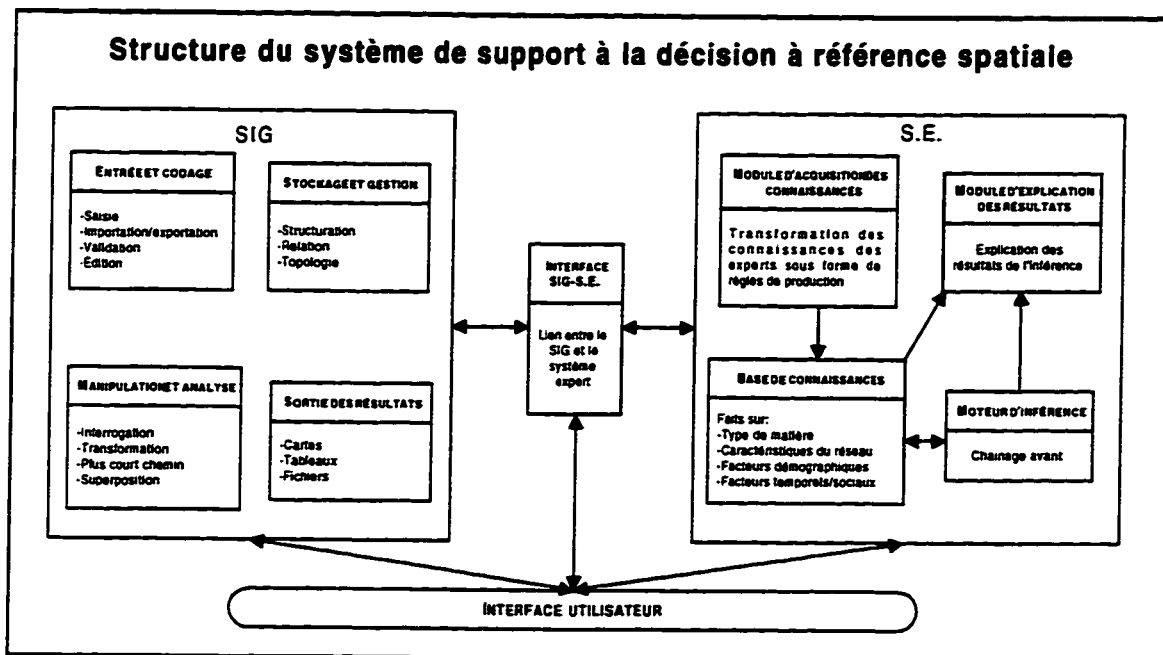 Structure du système de support à la décision à référence spatiale
SIG
ENTRÉE ET CODAGE
-Saisie
-Importation/exportation
-Validation
-Édition
STOCKAGE ET GESTION
-Structuration
-Relation
-Topologie
MANIPULATION ET ANALYSE
-Interrogation
-Transformation
-Plus court chemin
-Superposition
SORTIE DES RÉSULTATS
-Cartes
-Tableaux
-Fichiers
INTERFACE
SIG-S.E.
Lien entre le
SIG et le
système
expert
S.E.
MODULE D'ACQUISITION DES
CONNAISSANCES
Transformation des
connaissances des
experts sous forme de
règles de production
MODULE D'EXPLICATION
DES RÉSULTATS
Explication des
résultats de l'inférence
BASE DE CONNAISSANCES
Faits sur:
-Type de matière
-Caractéristiques du réseau
-Facteurs démographiques
-Facteurs temporels/sociaux
MOTEUR D'INFÉRENCE
Chainage avant
INTERFACE UTILISATEUR